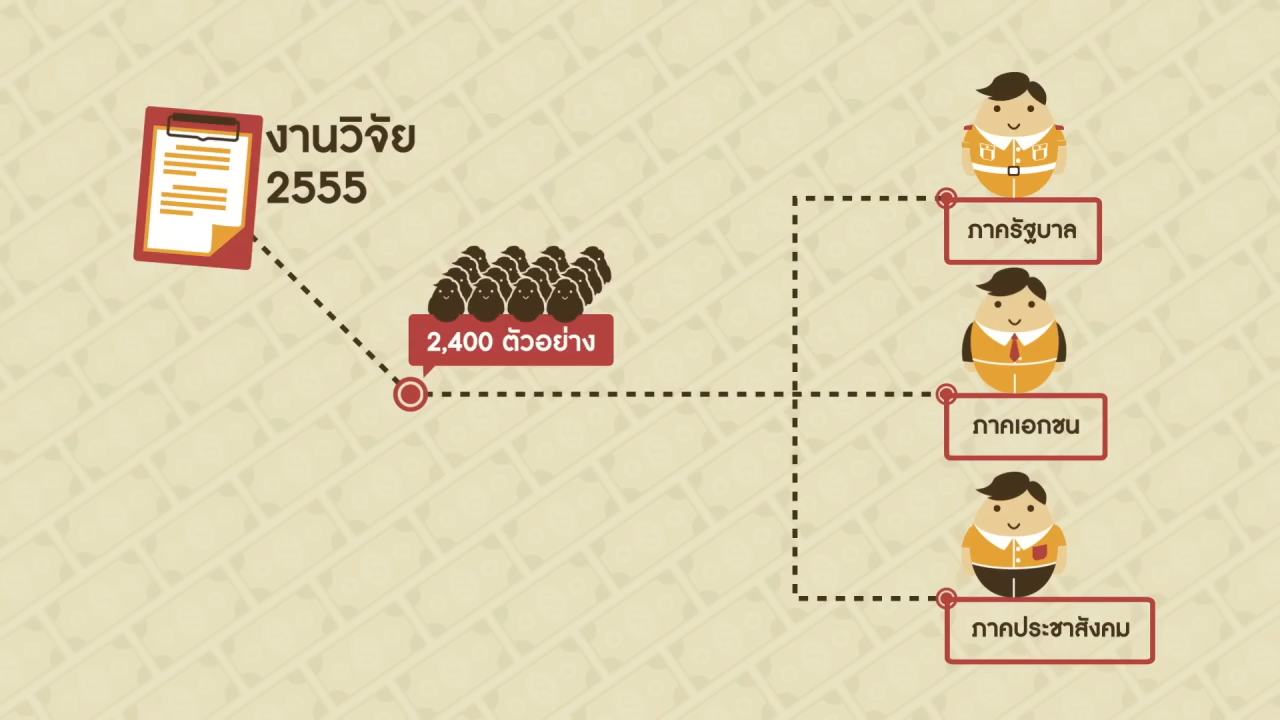 งานวิจัย
2555
2,400 ตัวอย่าง
ภาครัฐบาล
ภาคเอกชน
ภาคประชาสังคม